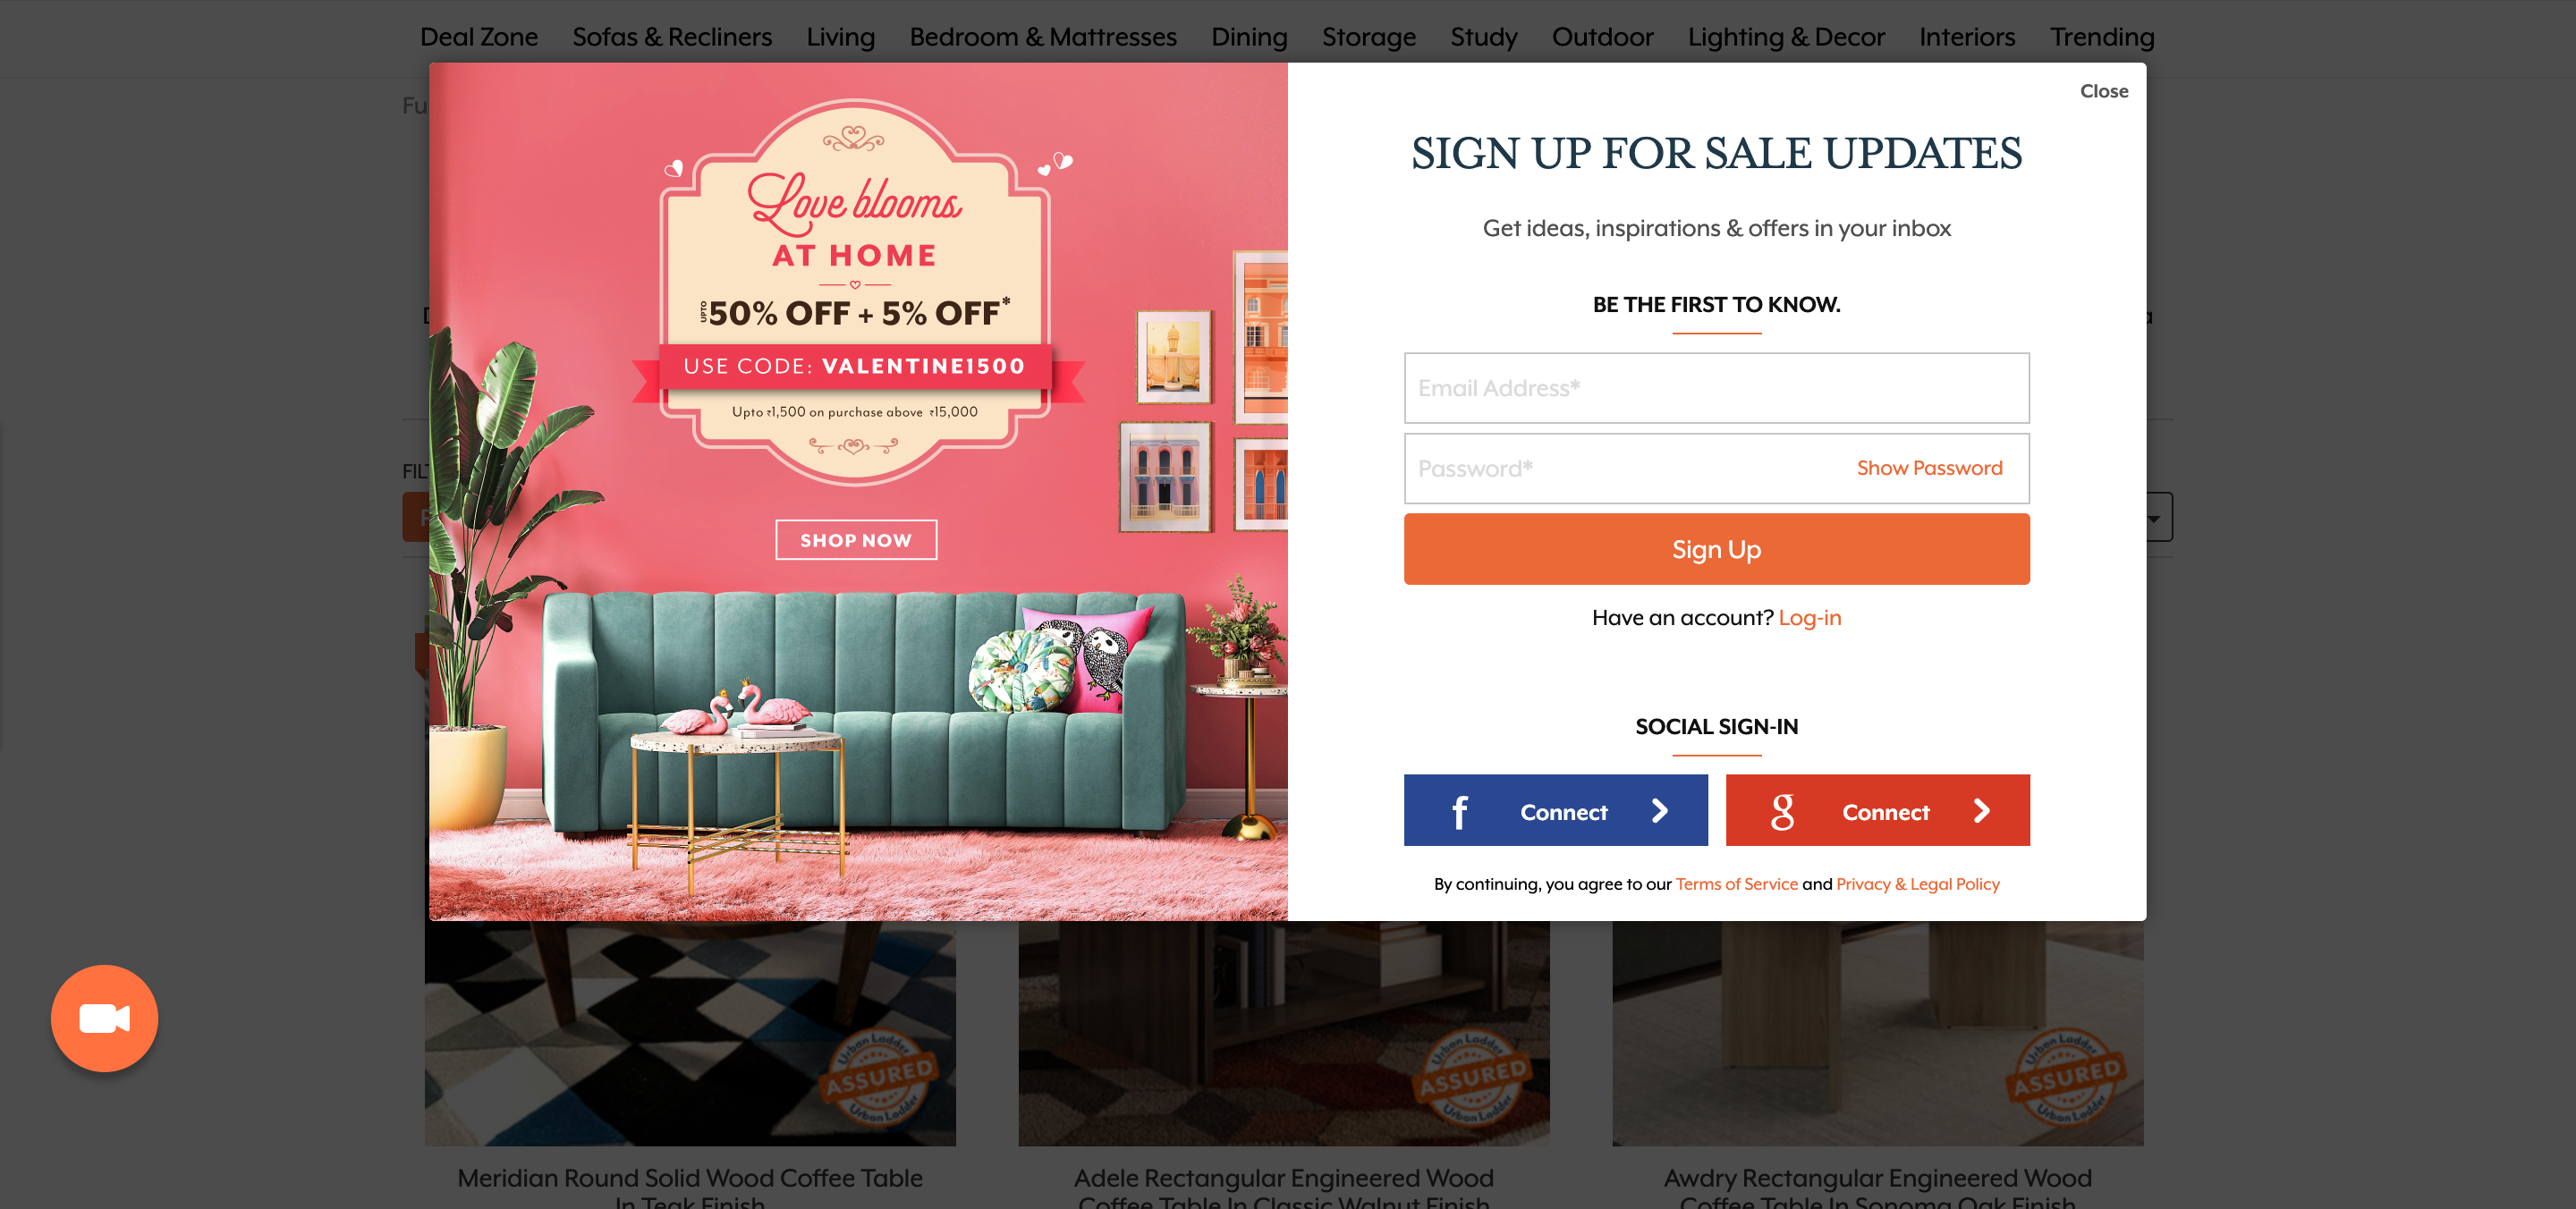 Deal Zone Sofas & Recliners Living Bedroom & Mattresses Dining Storage Study Outdoor Lighting & Decor Interiors Trending
Close
Love blooms
AT HOME
UPTO 50% OFF + 5% OFF*
USE CODE: VALENTINE1500
Upto ₹1,500 on purchase above ₹15,000
SHOP NOW
SIGN UP FOR SALE UPDATES
Get ideas, inspirations & offers in your inbox
BE THE FIRST TO KNOW.
Email Address*
Password* Show Password
Sign Up
Have an account? Log-in
SOCIAL SIGN-IN
f Connect
g Connect
By continuing, you agree to our Terms of Service and Privacy & Legal Policy
Urban Ladder
ASSURED
Urban Ladder
Urban Ladder
ASSURED
Urban Ladder
Urban Ladder
ASSURED
Urban Ladder
Meridian Round Solid Wood Coffee Table
In Teak Finish
Adele Rectangular Engineered Wood
Coffee Table In Classic Walnut Finish
Awdry Rectangular Engineered Wood
Coffee Table In Sonoma Oak Finish